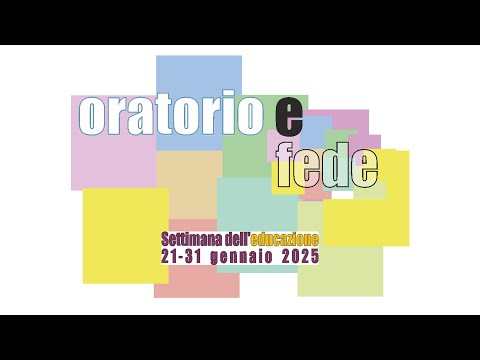 oratorio e
fede
Settimana dell'educazione
21-31 gennaio 2025